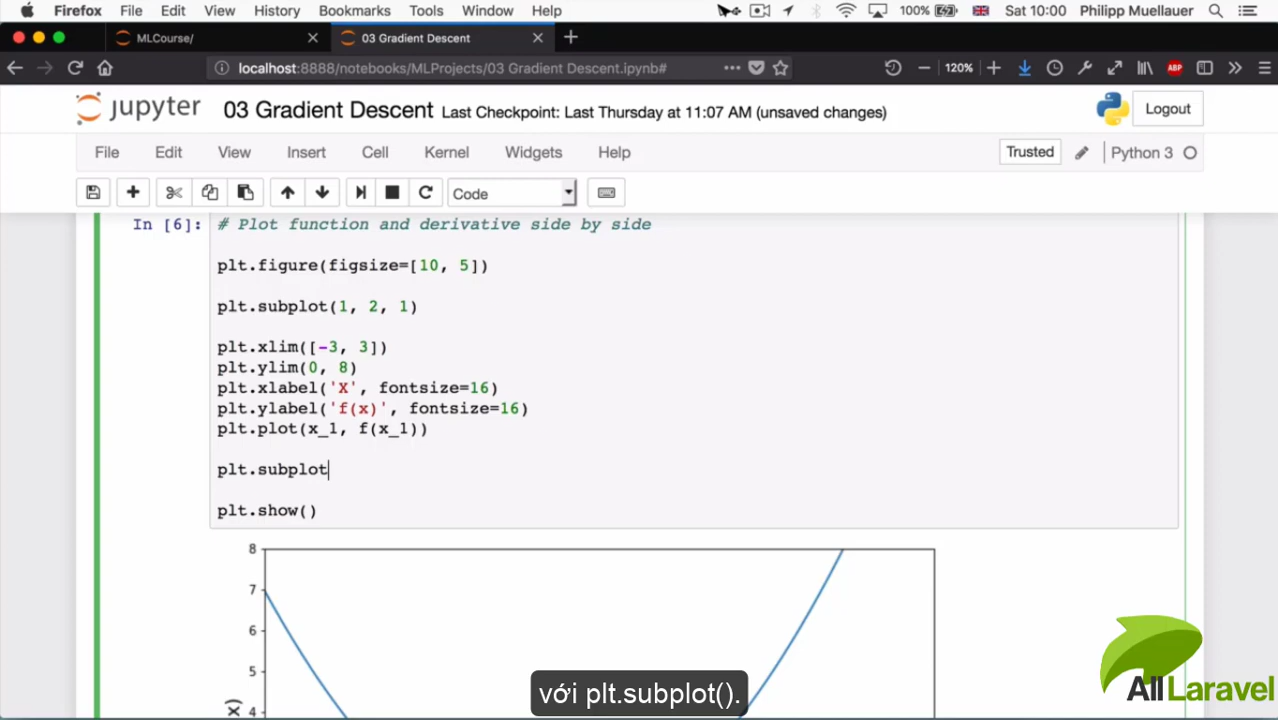 Firefox File Edit View History Bookmarks Tools Window Help 100% Sat 10:00 Philipp Muellauer
MLCourse/ 03 Gradient Descent
localhost:8888/notebooks/MLProjects/03 Gradient Descent.ipynb# 120% ABP
jupyter 03 Gradient Descent Last Checkpoint: Last Thursday at 11:07 AM (unsaved changes) Logout
File Edit View Insert Cell Kernel Widgets Help Trusted Python 3
Code
In [6]: # Plot function and derivative side by side
plt.figure(figsize=[10, 5])
plt.subplot(1, 2, 1)
plt.xlim([-3, 3])
plt.ylim(0, 8)
plt.xlabel('X', fontsize=16)
plt.ylabel('f(x)', fontsize=16)
plt.plot(x_1, f(x_1))
plt.subplot
plt.show()
8
7
6
5
4
x)
với plt.subplot().
All Laravel